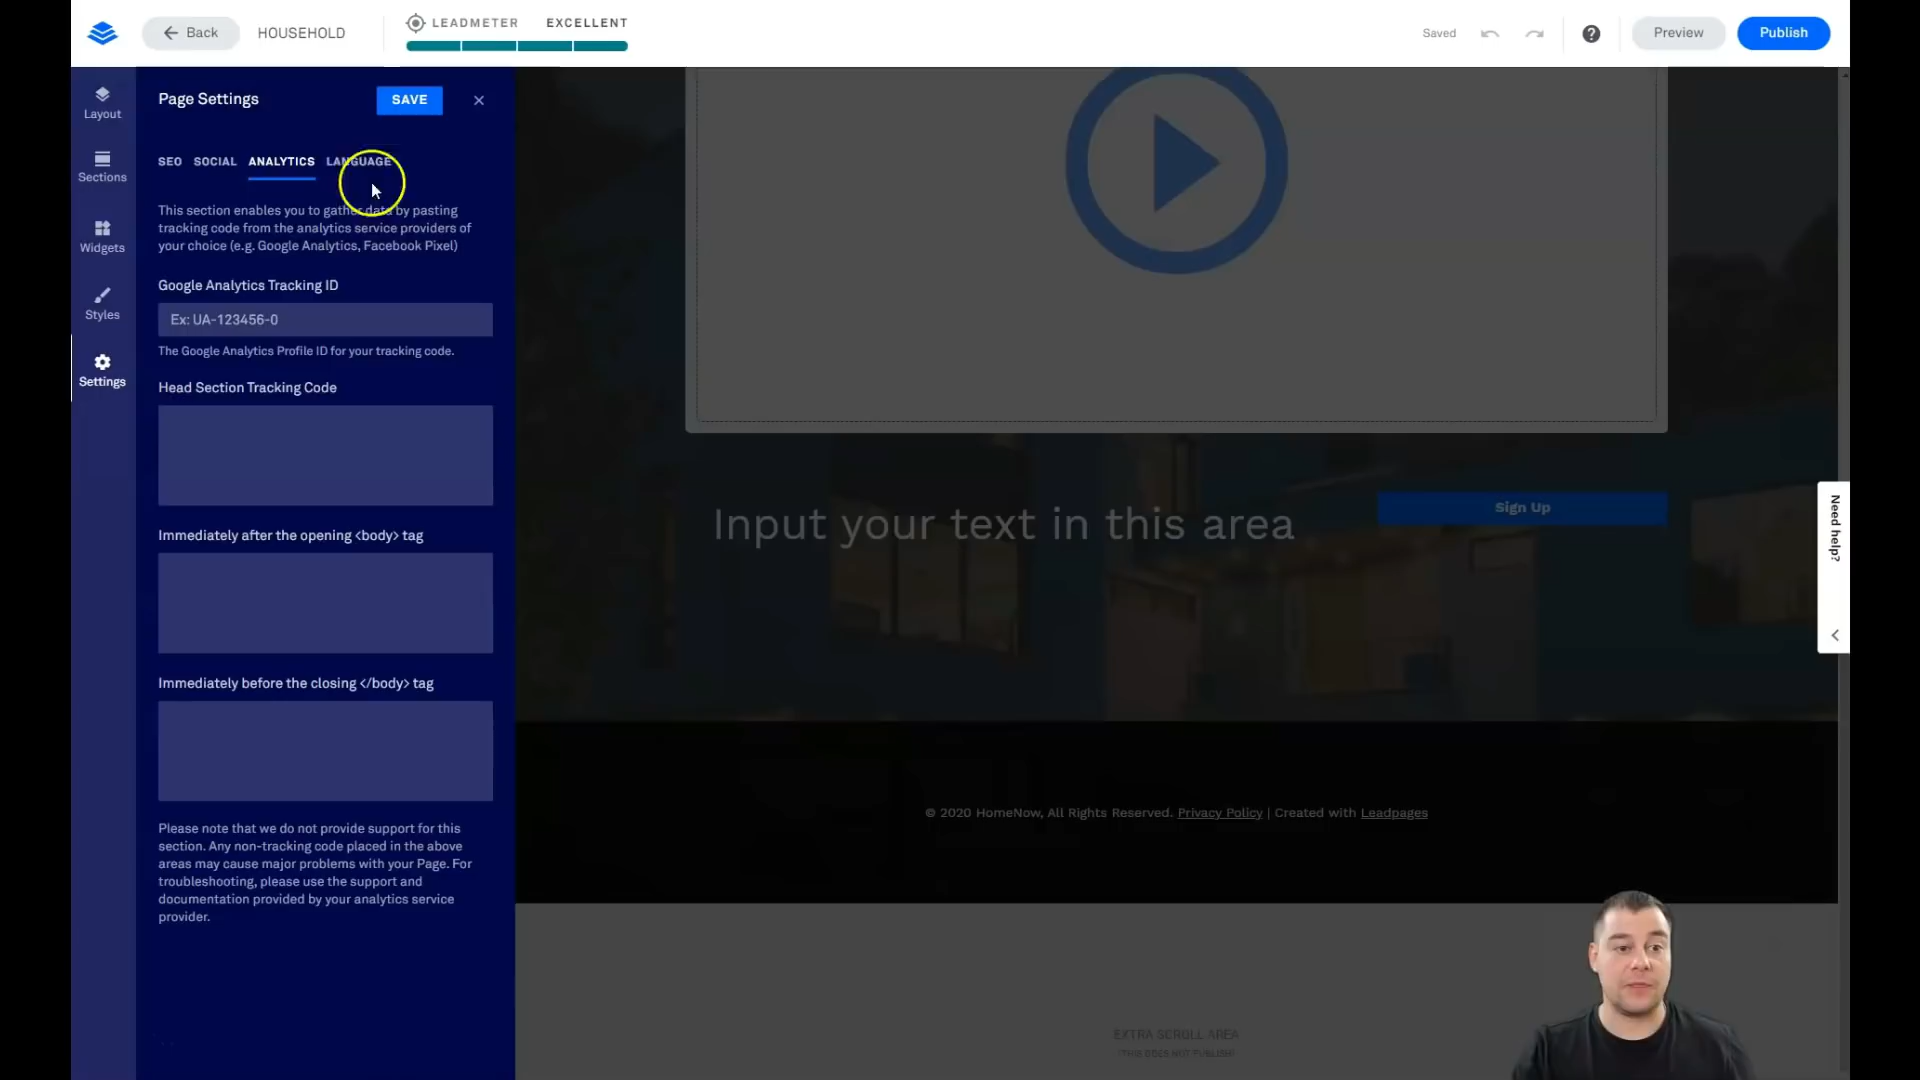 Back
HOUSEHOLD
LEADMETER EXCELLENT
Saved
Preview
Publish
Layout
Sections
Widgets
Styles
Settings
Page Settings
SAVE
SEO SOCIAL ANALYTICS LANGUAGE
This section enables you to gather data by pasting
tracking code from the analytics service providers of
your choice (e.g. Google Analytics, Facebook Pixel)
Google Analytics Tracking ID
Ex: UA-123456-0
The Google Analytics Profile ID for your tracking code.
Head Section Tracking Code
Immediately after the opening <body> tag
Immediately before the closing </body> tag
Please note that we do not provide support for this
section. Any non-tracking code placed in the above
areas may cause major problems with your Page. For
troubleshooting, please use the support and
documentation provided by your analytics service
provider.
Input your text in this area
Sign Up
Need help?
© 2020 HomeNow, All Rights Reserved. Privacy Policy | Created with Leadpages
EXTRA SCROLL AREA
(THIS DOES NOT PUBLISH)